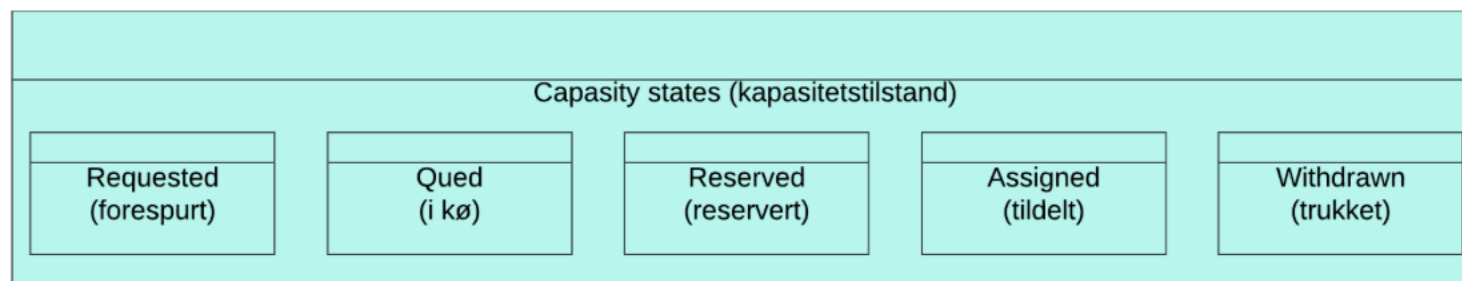 Capasity states (kapasitetstilstand)
Requested
(forespurt)
Qued
(i kø)
Reserved
(reservert)
Assigned
(tildelt)
Withdrawn
(trukket)